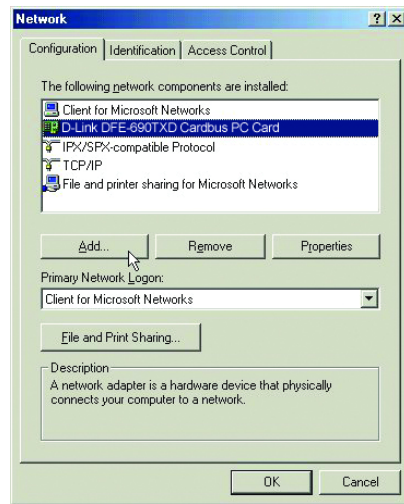 Network
Configuration Identification Access Control
The following network components are installed:
Client for Microsoft Networks
D-Link DFE-690TXD Cardbus PC Card
IPX/SPX-compatible Protocol
TCP/IP
File and printer sharing for Microsoft Networks
Add... Remove Properties
Primary Network Logon:
Client for Microsoft Networks
File and Print Sharing...
Description
A network adapter is a hardware device that physically
connects your computer to a network.
OK Cancel